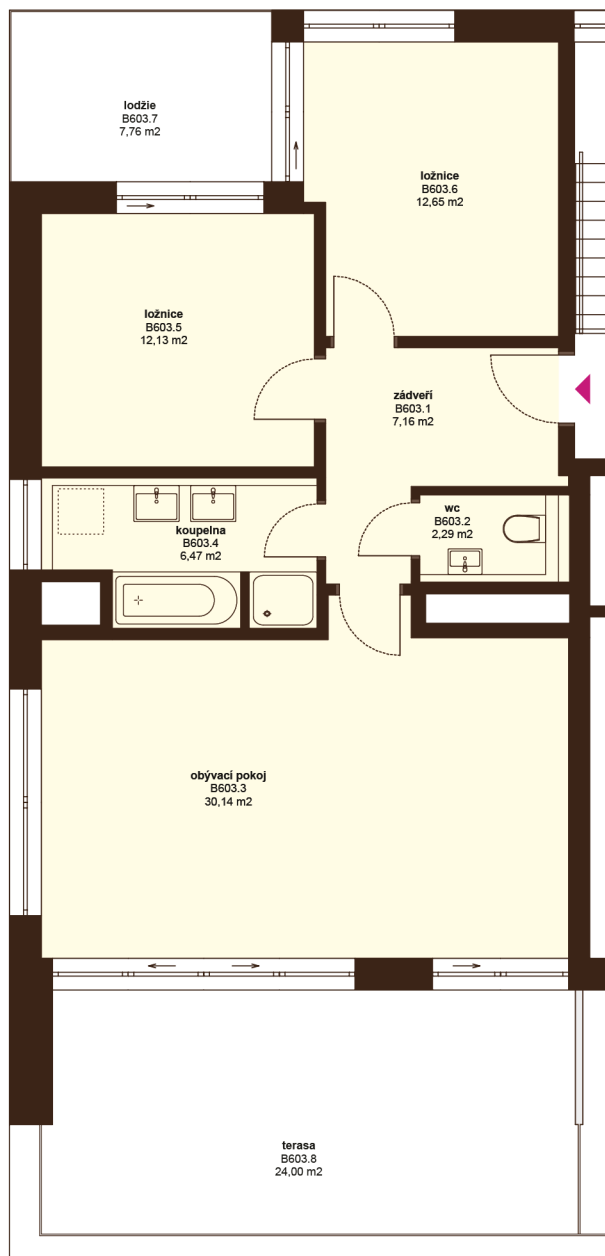 lodžie
B603.7
7,76 m2
ložnice
B603.6
12,65 m2
ložnice
B603.5
12,13 m2
zádveří
B603.1
7,16 m2
wc
B603.2
2,29 m2
koupelna
B603.4
6,47 m2
obývací pokoj
B603.3
30,14 m2
terasa
B603.8
24,00 m2